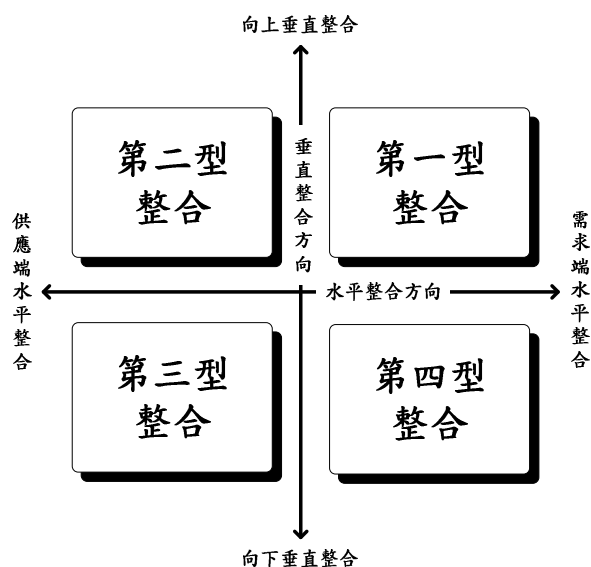 向上垂直整合
第二型
整合
垂直整合方向
第一型
整合
供應端水平整合
水平整合方向
需求端水平整合
第三型
整合
第四型
整合
向下垂直整合